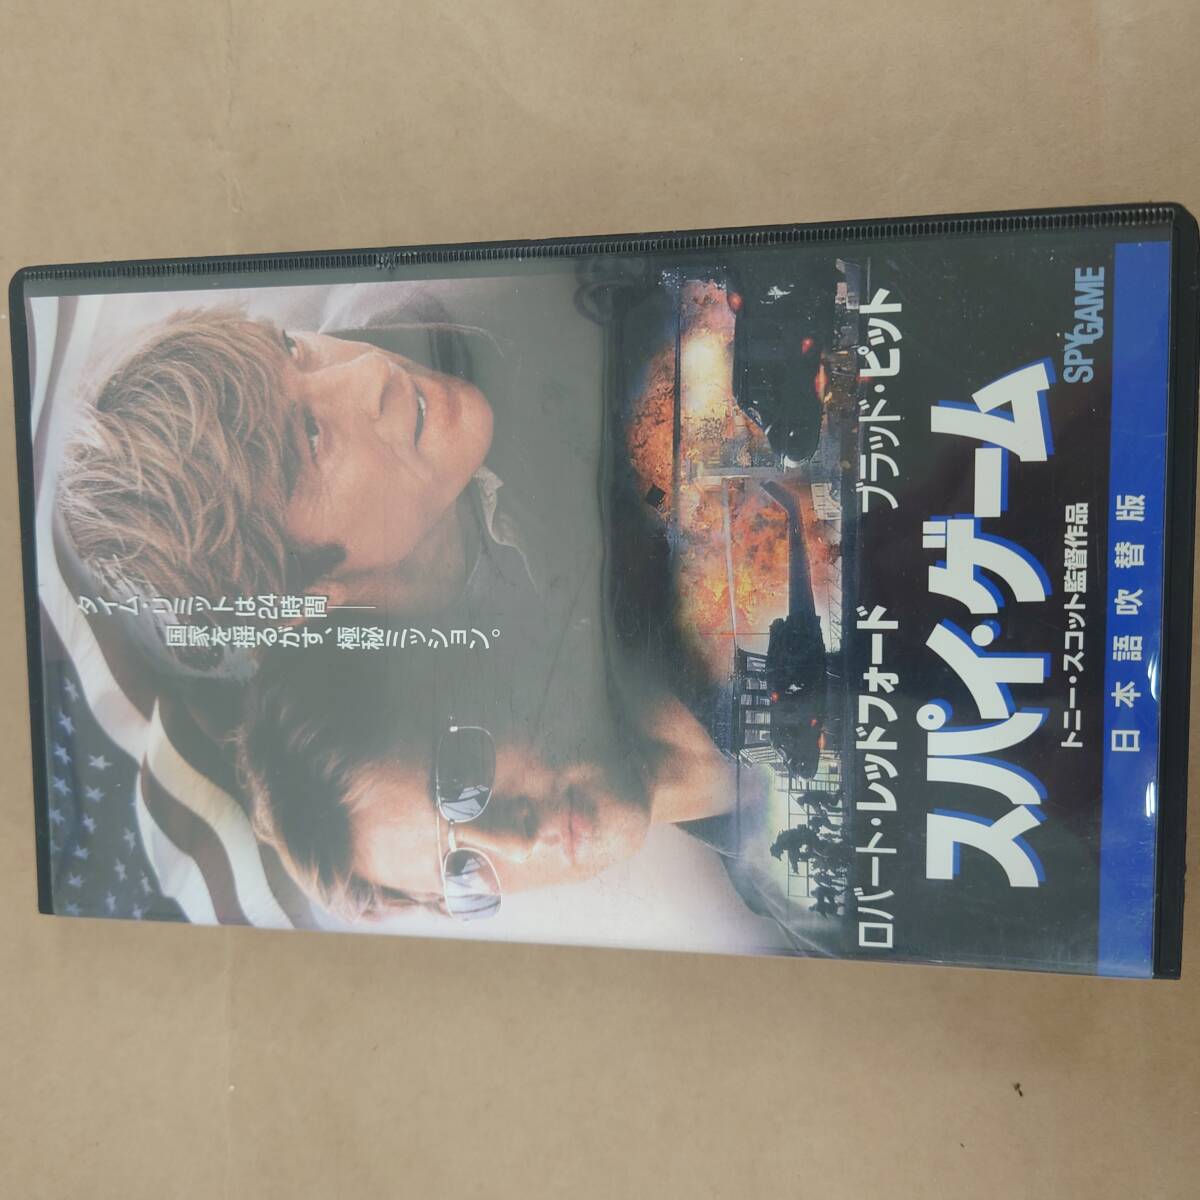 タイム・リミットは24時間──
国家を揺るがす、極秘ミッション。
ロバート・レッドフォード ブラッド・ピット
スパイ・ゲーム
トニー・スコット監督作品
SPY GAME
日本語吹替版